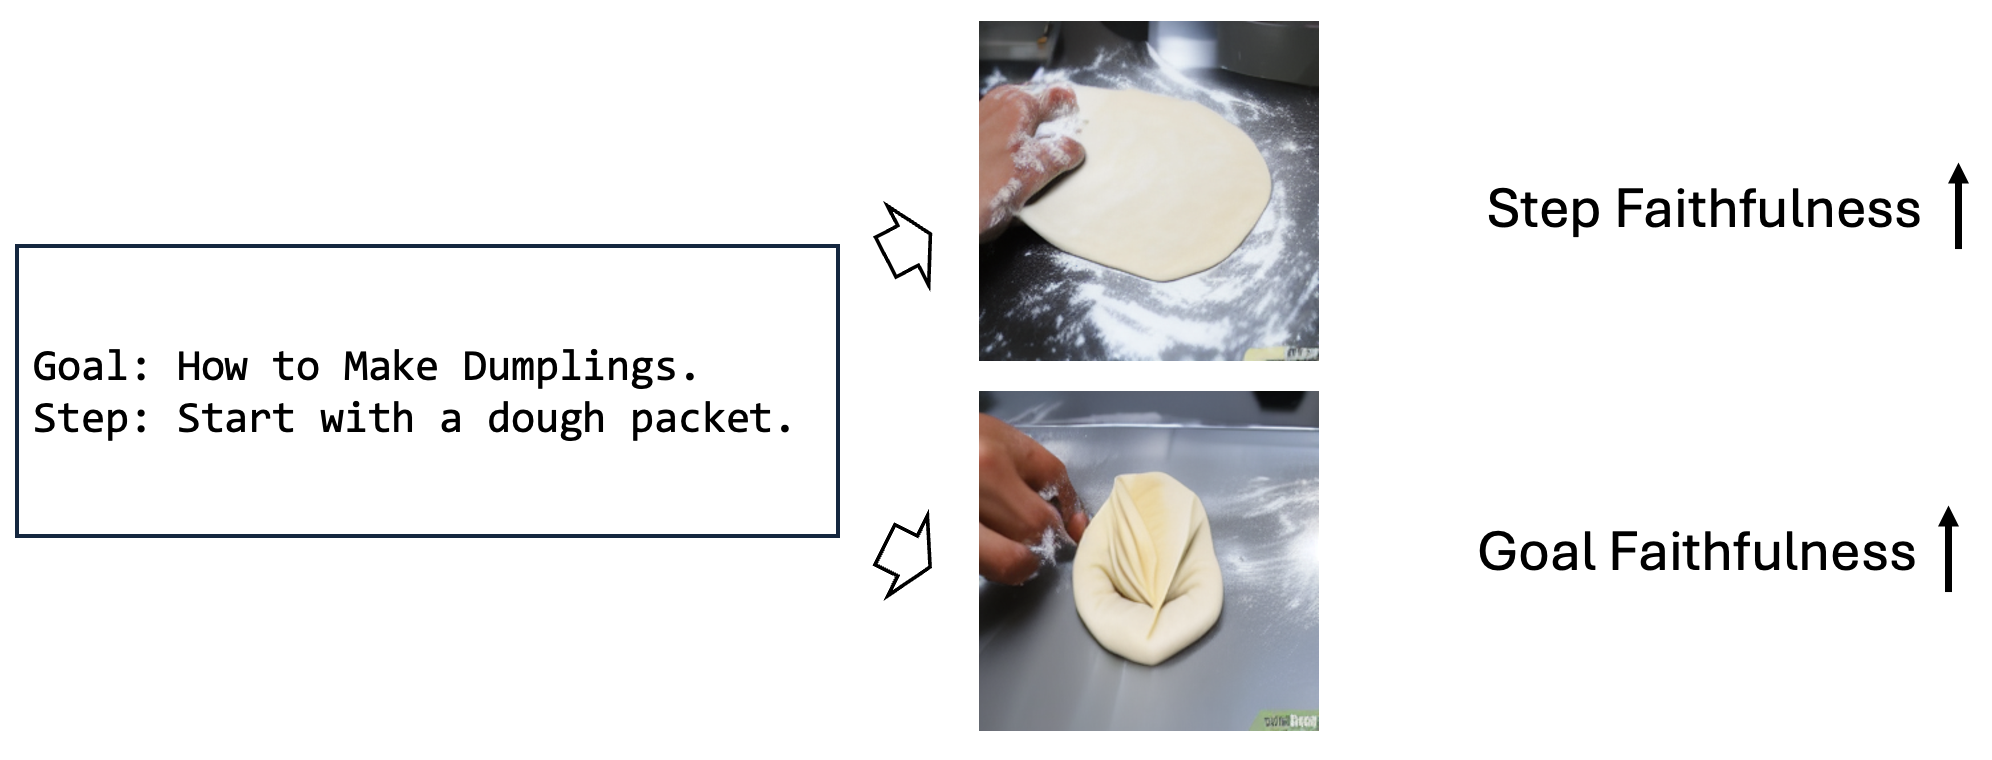 Goal: How to Make Dumplings.
Step: Start with a dough packet.
Step Faithfulness
Goal Faithfulness